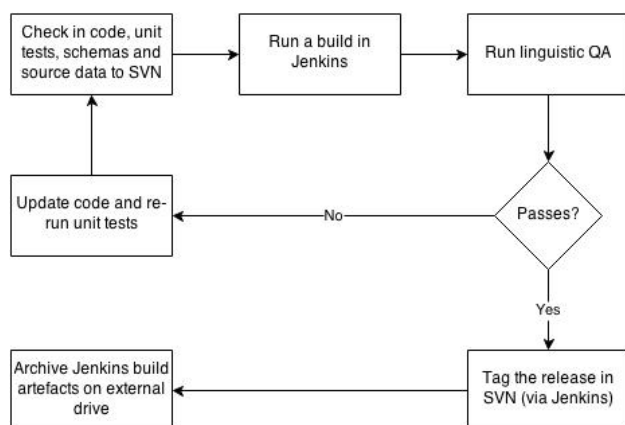 Check in code, unit
tests, schemas and
source data to SVN
Run a build in
Jenkins
Run linguistic QA
Update code and re-
run unit tests
No
Passes?
Yes
Archive Jenkins build
artefacts on external
drive
Tag the release in
SVN (via Jenkins)